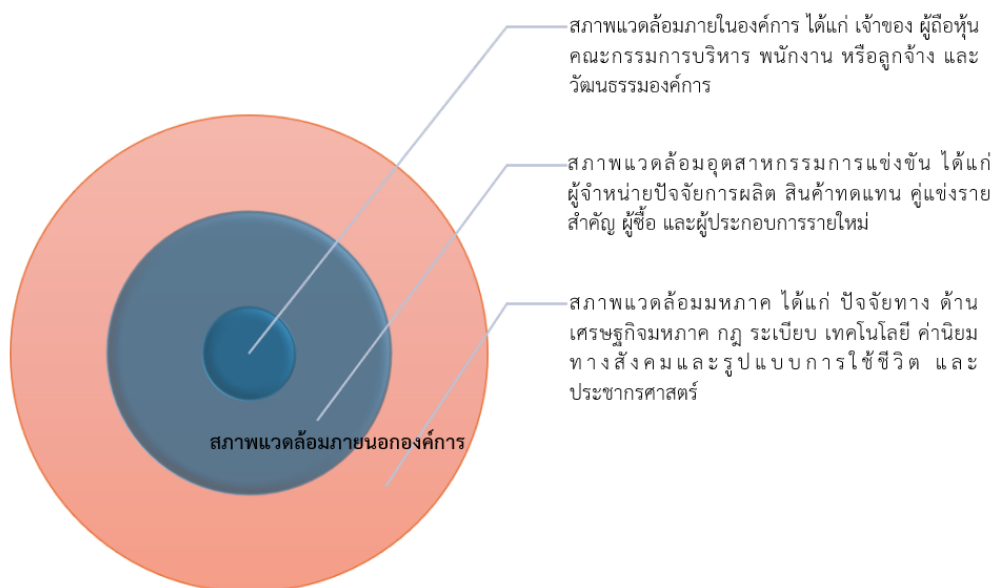 สภาพแวดล้อมภายในองค์การ ได้แก่ เจ้าของ ผู้ถือหุ้น
คณะกรรมการบริหาร พนักงาน หรือลูกจ้าง และ
วัฒนธรรมองค์การ
สภาพแวดล้อมอุตสาหกรรมการแข่งขัน ได้แก่
ผู้จำหน่ายปัจจัยการผลิต สินค้าทดแทน คู่แข่งราย
สำคัญ ผู้ซื้อ และผู้ประกอบการรายใหม่
สภาพแวดล้อมมหภาค ได้แก่ ปัจจัยทาง ด้าน
เศรษฐกิจมหภาค กฎ ระเบียบ เทคโนโลยี ค่านิยม
ทางสังคมและรูปแบบการใช้ชีวิต และ
ประชากรศาสตร์
สภาพแวดล้อมภายนอกองค์การ